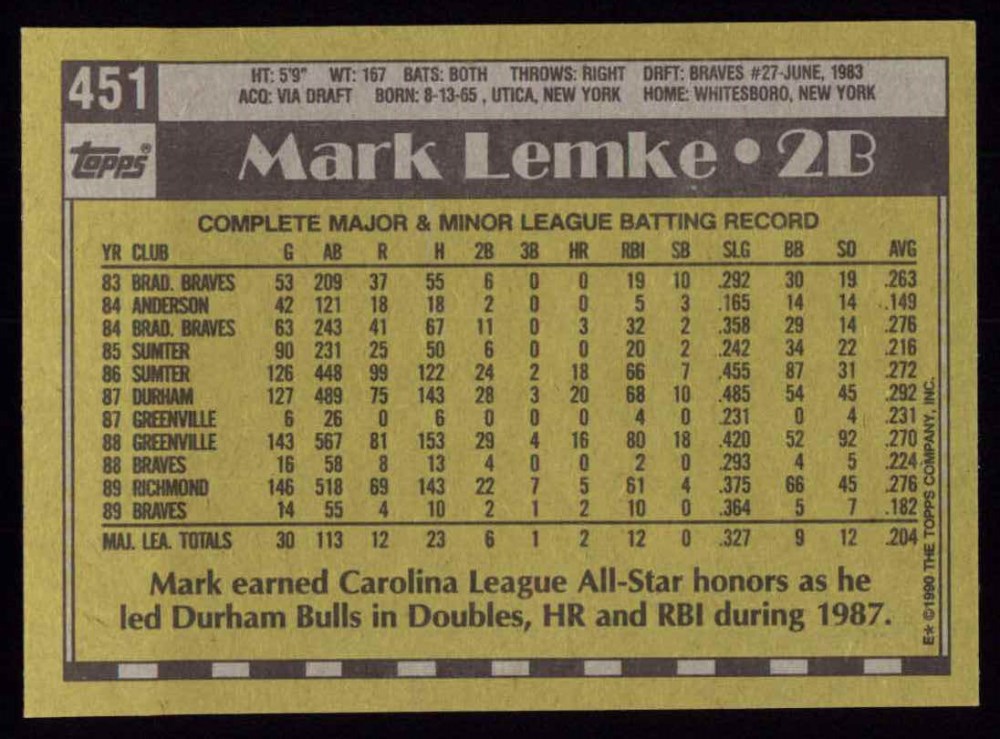 451
HT: 5'9" WT: 167 BATS: BOTH THROWS: RIGHT DRFT: BRAVES #27-JUNE, 1983
ACQ: VIA DRAFT BORN: 8-13-65 , UTICA, NEW YORK HOME: WHITESBORO, NEW YORK
topps®
Mark Lemke • 2B
COMPLETE MAJOR & MINOR LEAGUE BATTING RECORD
YR CLUB G AB R H 2B 3B HR RBI SB SLG BB SO AVG
83 BRAD. BRAVES 53 209 37 55 6 0 0 19 10 .292 30 19 .263
84 ANDERSON 42 121 18 18 2 0 0 5 3 .165 14 14 .149
84 BRAD. BRAVES 63 243 41 67 11 0 3 32 2 .358 29 14 .276
85 SUMTER 90 231 25 50 6 0 0 20 2 .242 34 22 .216
86 SUMTER 126 448 99 122 24 2 18 66 7 .455 87 31 .272
87 DURHAM 127 489 75 143 28 3 20 68 10 .485 54 45 .292
87 GREENVILLE 6 26 0 6 0 0 0 4 0 .231 0 4 .231
88 GREENVILLE 143 567 81 153 29 4 16 80 18 .420 52 92 .270
88 BRAVES 16 58 8 13 4 0 0 2 0 .293 4 5 .224
89 RICHMOND 146 518 69 143 22 7 5 61 4 .375 66 45 .276
89 BRAVES 14 55 4 10 2 1 2 10 0 .364 5 7 .182
MAJ. LEA. TOTALS 30 113 12 23 6 1 2 12 0 .327 9 12 .204
Mark earned Carolina League All-Star honors as he
led Durham Bulls in Doubles, HR and RBI during 1987.
E* ©1990 THE TOPPS COMPANY, INC.